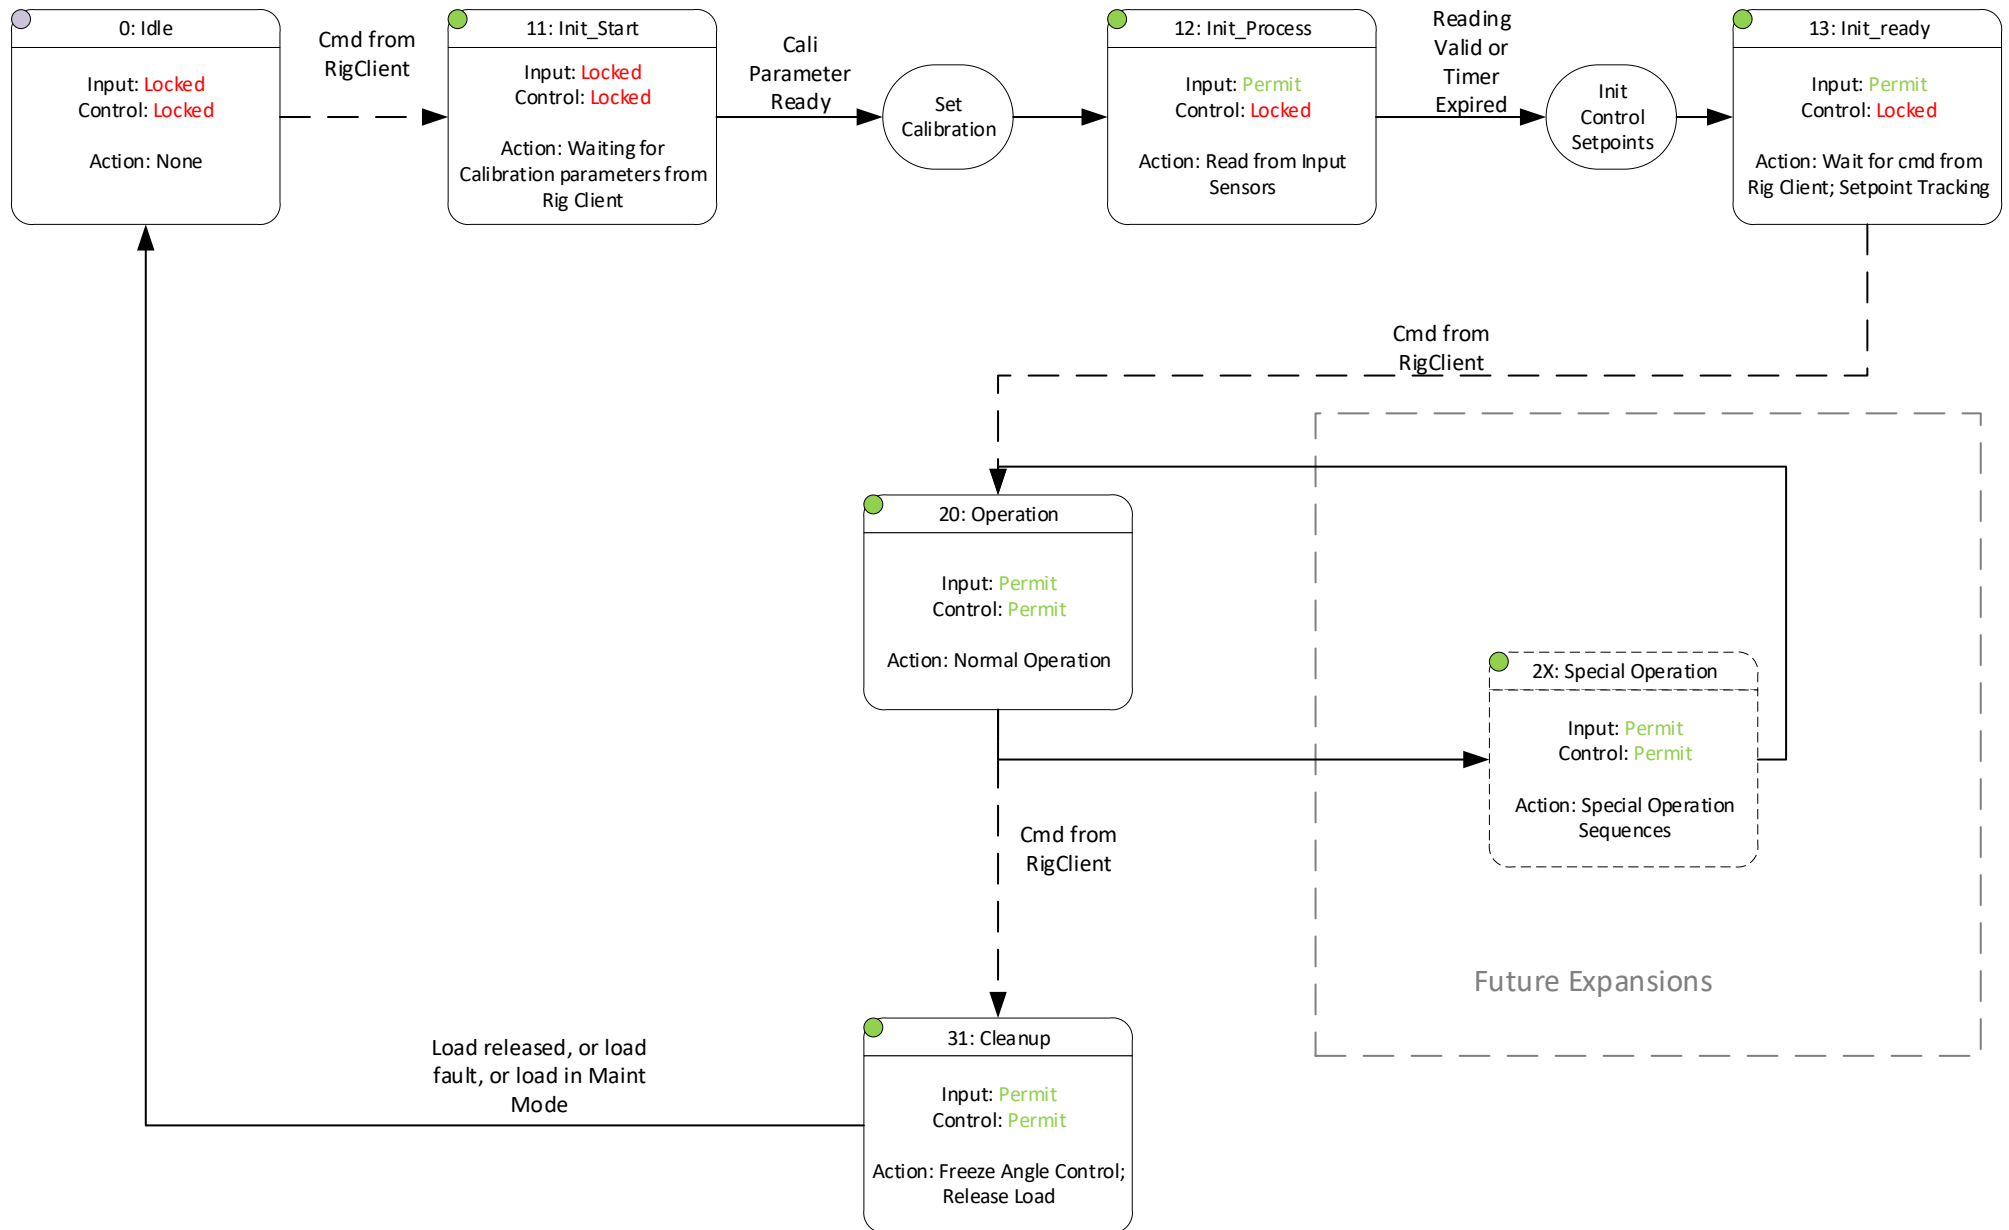 0: Idle
Input: Locked
Control: Locked
Action: None
Cmd from
RigClient
11: Init_Start
Input: Locked
Control: Locked
Action: Waiting for
Calibration parameters from
Rig Client
Cali
Parameter
Ready
Set
Calibration
12: Init_Process
Input: Permit
Control: Locked
Action: Read from Input
Sensors
Reading
Valid or
Timer
Expired
Init
Control
Setpoints
13: Init_ready
Input: Permit
Control: Locked
Action: Wait for cmd from
Rig Client; Setpoint Tracking
Cmd from
RigClient
20: Operation
Input: Permit
Control: Permit
Action: Normal Operation
2X: Special Operation
Input: Permit
Control: Permit
Action: Special Operation
Sequences
Cmd from
RigClient
Future Expansions
Load released, or load
fault, or load in Maint
Mode
31: Cleanup
Input: Permit
Control: Permit
Action: Freeze Angle Control;
Release Load